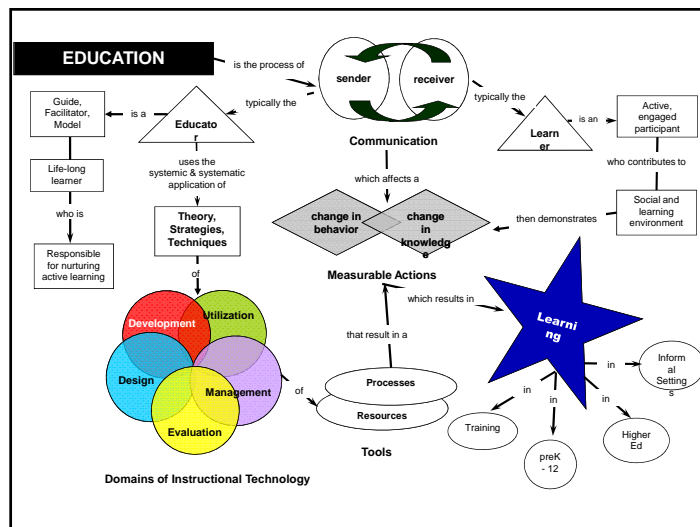 EDUCATION
is the process of
sender
receiver
Communication
typically the
typically the
Guide,
Facilitator,
Model
is a
Educato
r
Learn
er
is an
Active,
engaged
participant
who contributes to
Life-long
learner
uses the
systemic & systematic
application of
which affects a
who is
Theory,
Strategies,
Techniques
change in
behavior
change
in
knowledg
e
then demonstrates
Social and
learning
environment
Responsible
for nurturing
active learning
of
Measurable Actions
which results in
Learni
ng
Development
Utilization
Design
Management
Evaluation
that result in a
of
Processes
Resources
Tools
in
in
in
in
Training
preK
- 12
Higher
Ed
Inform
al
Setting
s
Domains of Instructional Technology